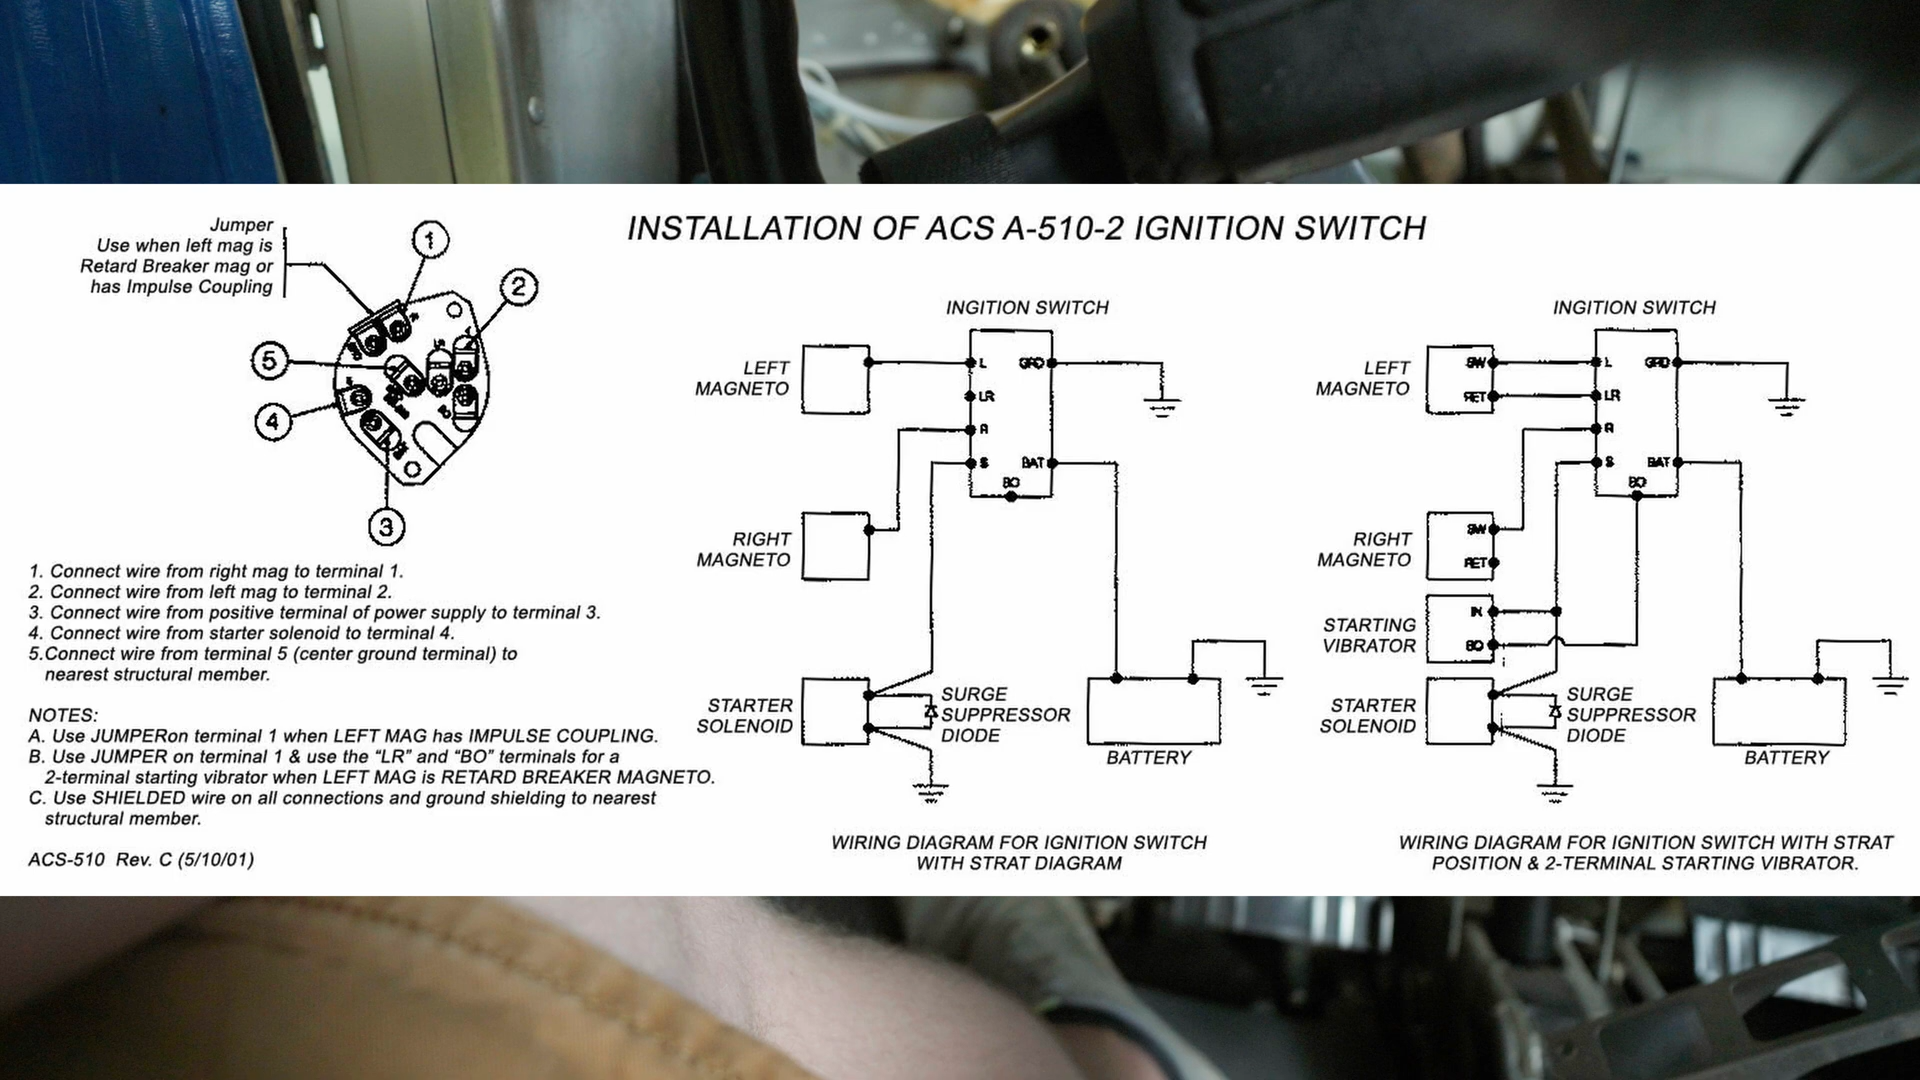 INSTALLATION OF ACS A-510-2 IGNITION SWITCH
Jumper
Use when left mag is
Retard Breaker mag or
has Impulse Coupling
1
2
5
4
3
1. Connect wire from right mag to terminal 1.
2. Connect wire from left mag to terminal 2.
3. Connect wire from positive terminal of power supply to terminal 3.
4. Connect wire from starter solenoid to terminal 4.
5.Connect wire from terminal 5 (center ground terminal) to
nearest structural member.
NOTES:
A. Use JUMPERon terminal 1 when LEFT MAG has IMPULSE COUPLING.
B. Use JUMPER on terminal 1 & use the “LR” and “BO” terminals for a
2-terminal starting vibrator when LEFT MAG is RETARD BREAKER MAGNETO.
C. Use SHIELDED wire on all connections and ground shielding to nearest
structural member.
ACS-510 Rev. C (5/10/01)
INGITION SWITCH
LEFT
MAGNETO
L
GRD
LR
R
S
BAT
BO
RIGHT
MAGNETO
STARTER
SOLENOID
SURGE
SUPPRESSOR
DIODE
BATTERY
WIRING DIAGRAM FOR IGNITION SWITCH
WITH STRAT DIAGRAM
INGITION SWITCH
LEFT
MAGNETO
SW
RET
L
GRD
LR
R
S
BAT
BO
RIGHT
MAGNETO
SW
RET
STARTING
VIBRATOR
IN
BO
STARTER
SOLENOID
SURGE
SUPPRESSOR
DIODE
BATTERY
WIRING DIAGRAM FOR IGNITION SWITCH WITH STRAT
POSITION & 2-TERMINAL STARTING VIBRATOR.